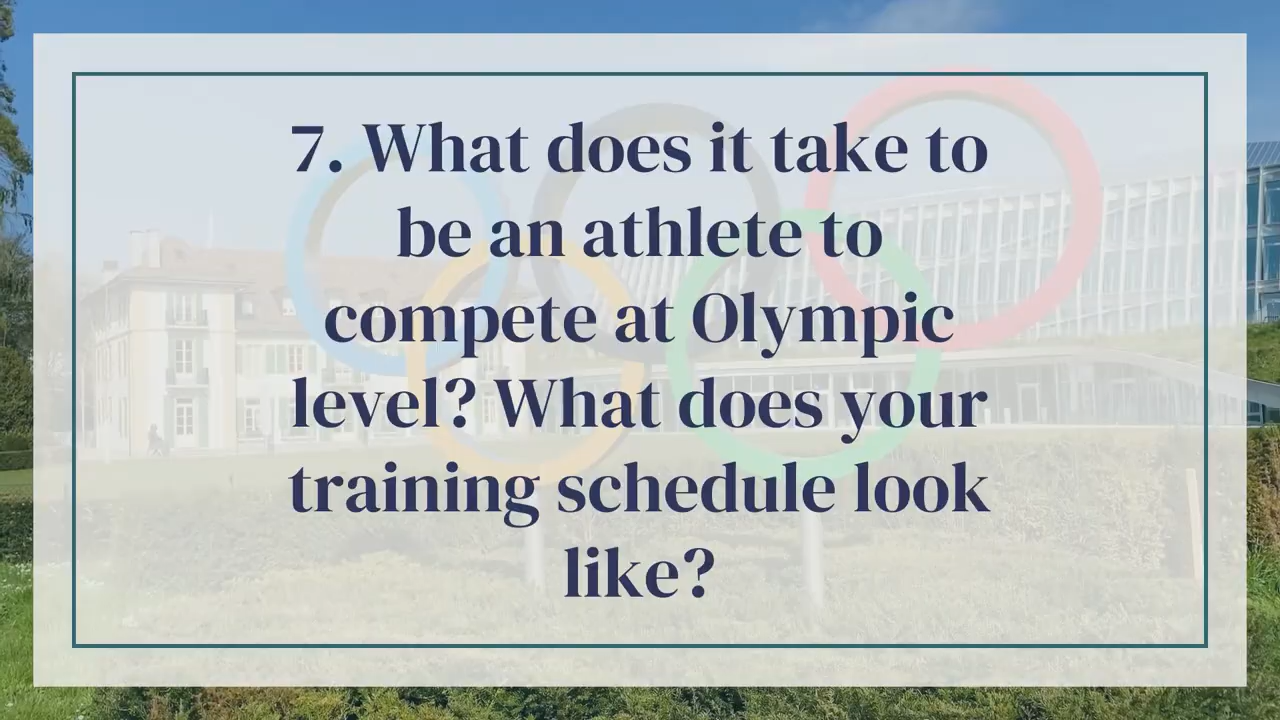 7. What does it take to
be an athlete to
compete at Olympic
level? What does your
training schedule look
like?